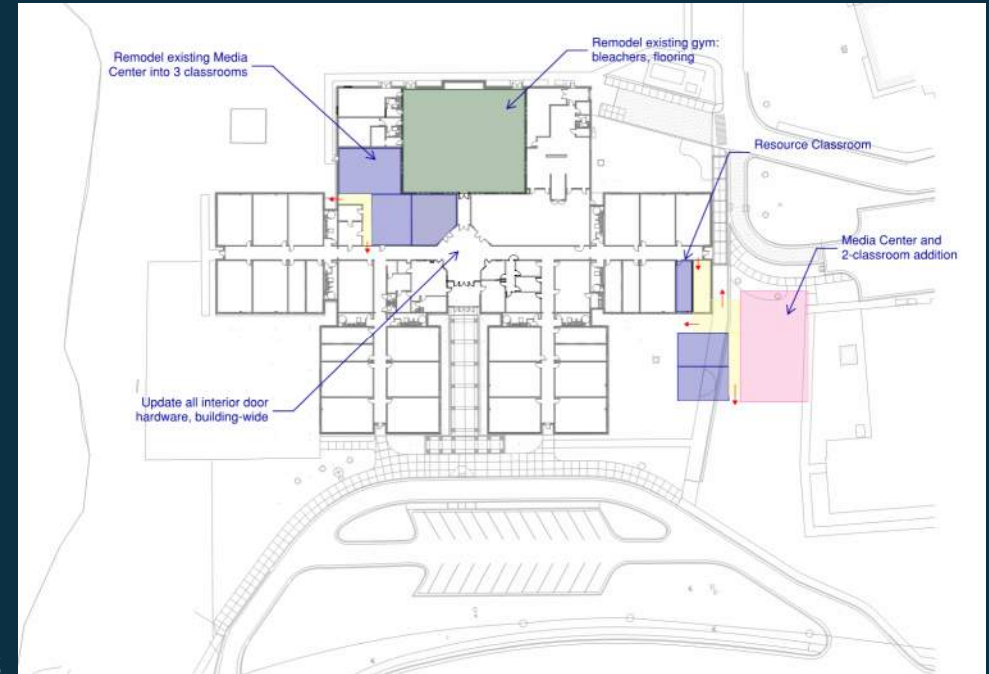 Remodel existing Media
Center into 3 classrooms
Remodel existing gym:
bleachers, flooring
Resource Classroom
Media Center and
2-classroom addition
Update all interior door
hardware, building-wide